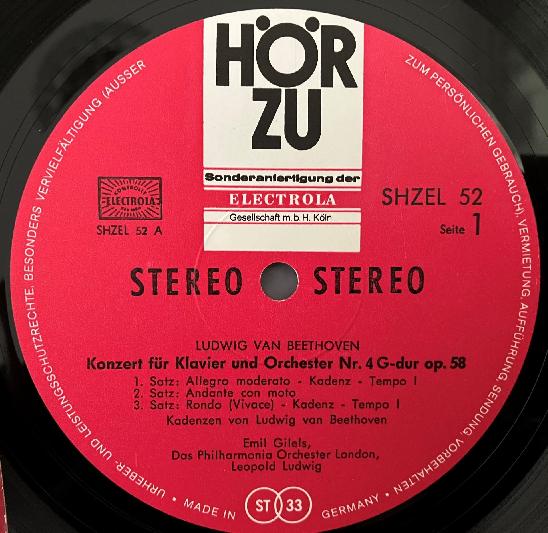 HÖR
ZU
Sonderanfertigung der
ELECTROLA
Gesellschaft m.b.H. Köln
ELECTROLA
SHZEL 52 A
SHZEL 52
Seite 1
STEREO STEREO
LUDWIG VAN BEETHOVEN
Konzert für Klavier und Orchester Nr. 4 G-dur op. 58
1. Satz: Allegro moderato - Kadenz - Tempo I
2. Satz: Andante con moto
3. Satz: Rondo (Vivace) - Kadenz - Tempo I
Kadenzen von Ludwig van Beethoven
Emil Gilels,
Das Philharmonia Orchester London,
Leopold Ludwig
URHEBER- UND LEISTUNGSSCHUTZRECHTE, BESONDERS VERVIELFÄLTIGUNG (AUSSER
ZUM PERSÖNLICHEN GEBRAUCH), VERMIETUNG, AUFFÜHRUNG, SENDUNG VORBEHALTEN
• MADE IN GERMANY •
ST 33